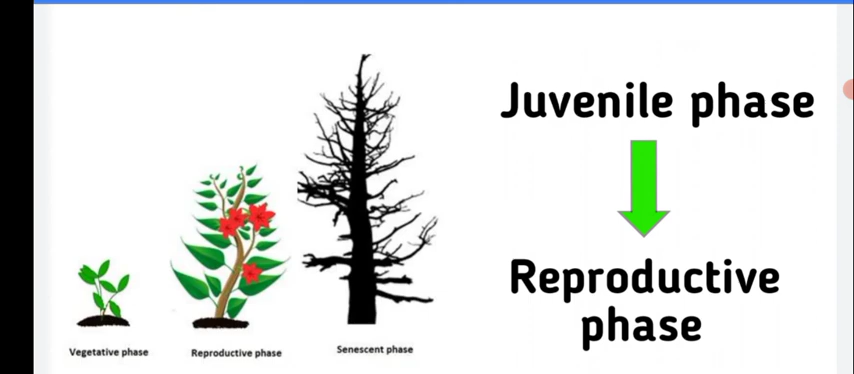 Juvenile phase
Reproductive
phase
Vegetative phase
Reproductive phase
Senescent phase